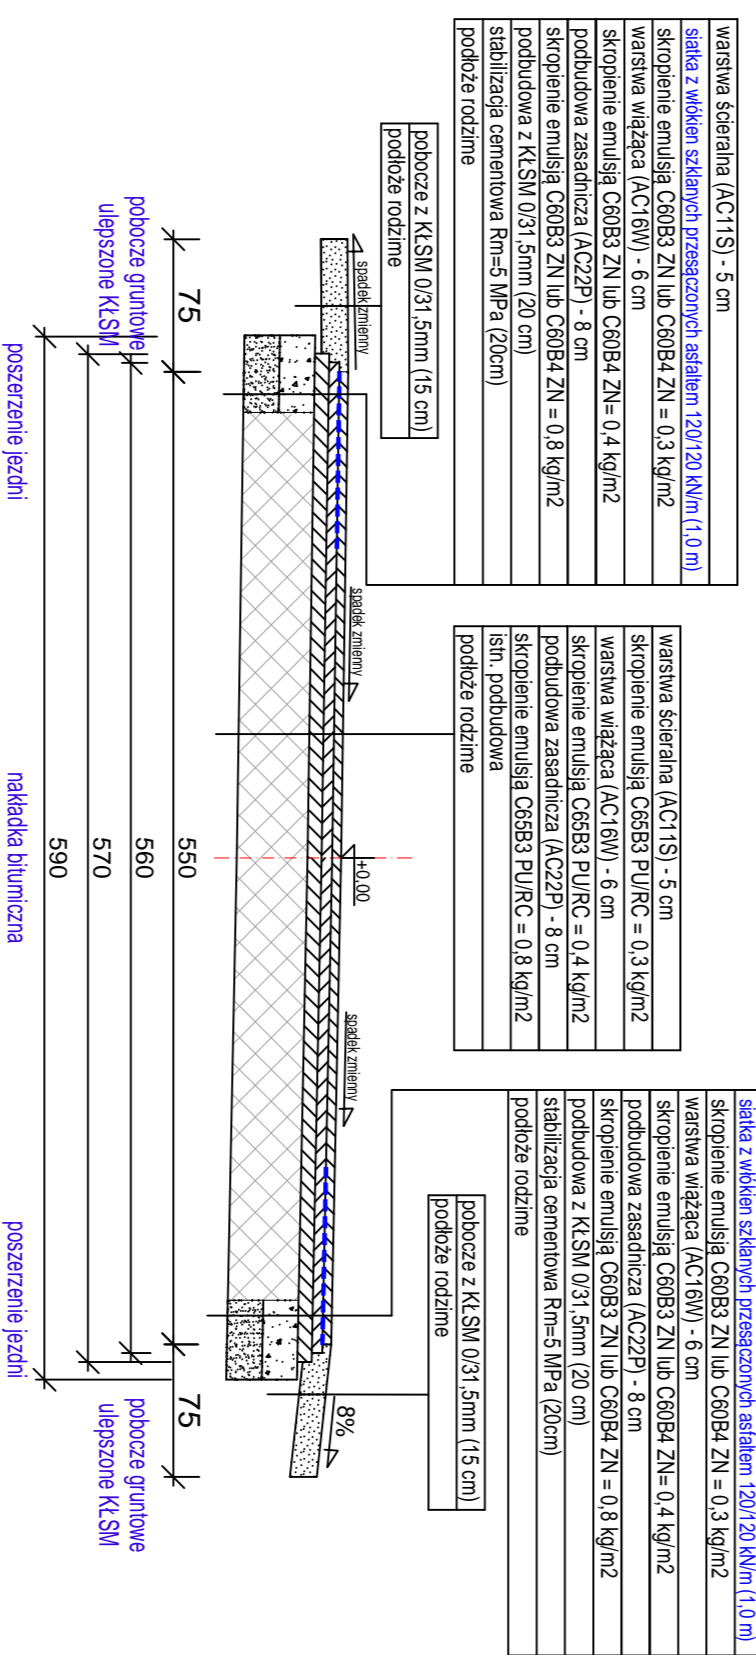 warstwa ścieralna (AC11S) - 5 cm
siatka z włókien szklanych przesączonych asfaltem 120/120 kN/m (1,0 m)
skropienie emulsją C60B3 ZN lub C60B4 ZN = 0,3 kg/m2
warstwa wiążąca (AC16W) - 6 cm
skropienie emulsją C60B3 ZN lub C60B4 ZN= 0,4 kg/m2
podbudowa zasadnicza (AC22P) - 8 cm
skropienie emulsją C60B3 ZN lub C60B4 ZN = 0,8 kg/m2
podbudowa z KŁSM 0/31,5mm (20 cm)
stabilizacja cementowa Rm=5 MPa (20cm)
podłoże rodzime
pobocze z KŁSM 0/31,5mm (15 cm)
podłoże rodzime
warstwa ścieralna (AC11S) - 5 cm
skropienie emulsją C65B3 PU/RC = 0,3 kg/m2
warstwa wiążąca (AC16W) - 6 cm
skropienie emulsją C65B3 PU/RC = 0,4 kg/m2
podbudowa zasadnicza (AC22P) - 8 cm
skropienie emulsją C65B3 PU/RC = 0,8 kg/m2
istn. podbudowa
podłoże rodzime
siatka z włókien szklanych przesączonych asfaltem 120/120 kN/m (1,0 m)
skropienie emulsją C60B3 ZN lub C60B4 ZN = 0,3 kg/m2
warstwa wiążąca (AC16W) - 6 cm
skropienie emulsją C60B3 ZN lub C60B4 ZN= 0,4 kg/m2
podbudowa zasadnicza (AC22P) - 8 cm
skropienie emulsją C60B3 ZN lub C60B4 ZN = 0,8 kg/m2
podbudowa z KŁSM 0/31,5mm (20 cm)
stabilizacja cementowa Rm=5 MPa (20cm)
podłoże rodzime
pobocze z KŁSM 0/31,5mm (15 cm)
podłoże rodzime
spadek zmienny
spadek zmienny
+0,00
spadek zmienny
8%
75
550
75
pobocze gruntowe
ulepszone KŁSM
560
pobocze gruntowe
ulepszone KŁSM
570
590
poszerzenie jezdni
nakładka bitumiczna
poszerzenie jezdni